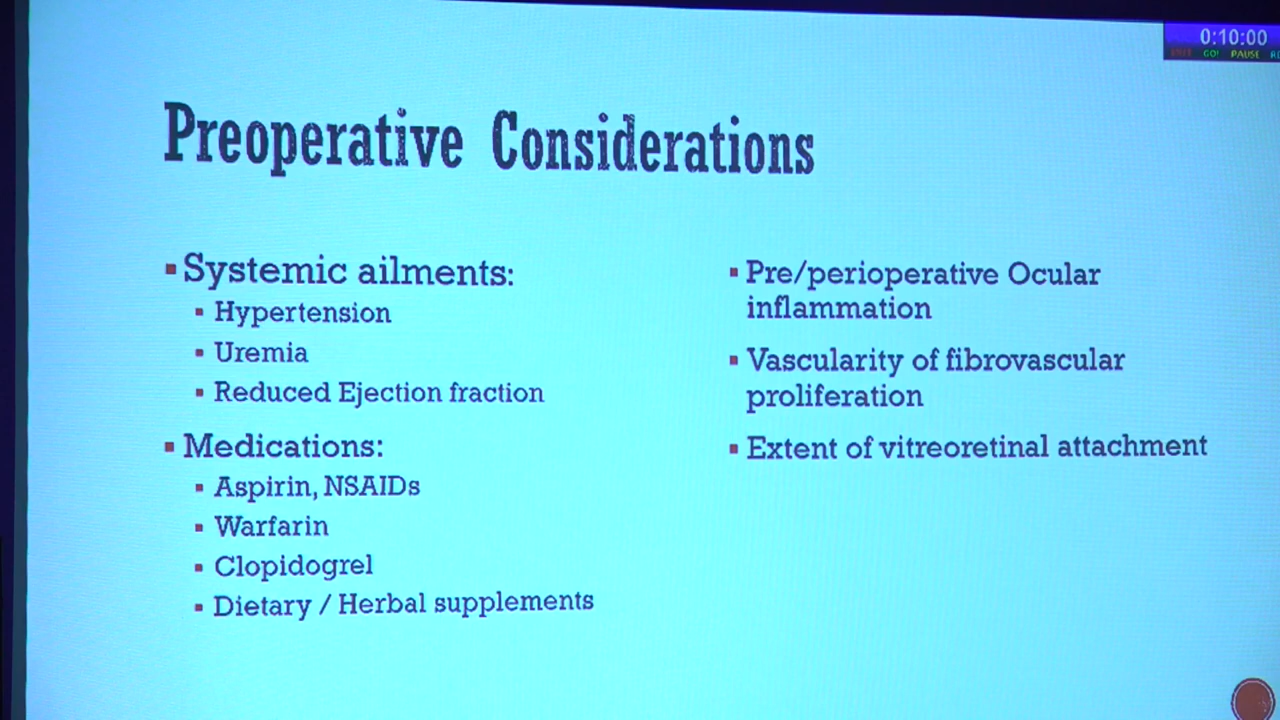 0:10:00
GO! PAUSE
Preoperative Considerations
Systemic ailments:
Hypertension
Uremia
Reduced Ejection fraction
Medications:
Aspirin, NSAIDs
Warfarin
Clopidogrel
Dietary / Herbal supplements
Pre/perioperative Ocular
inflammation
Vascularity of fibrovascular
proliferation
Extent of vitreoretinal attachment